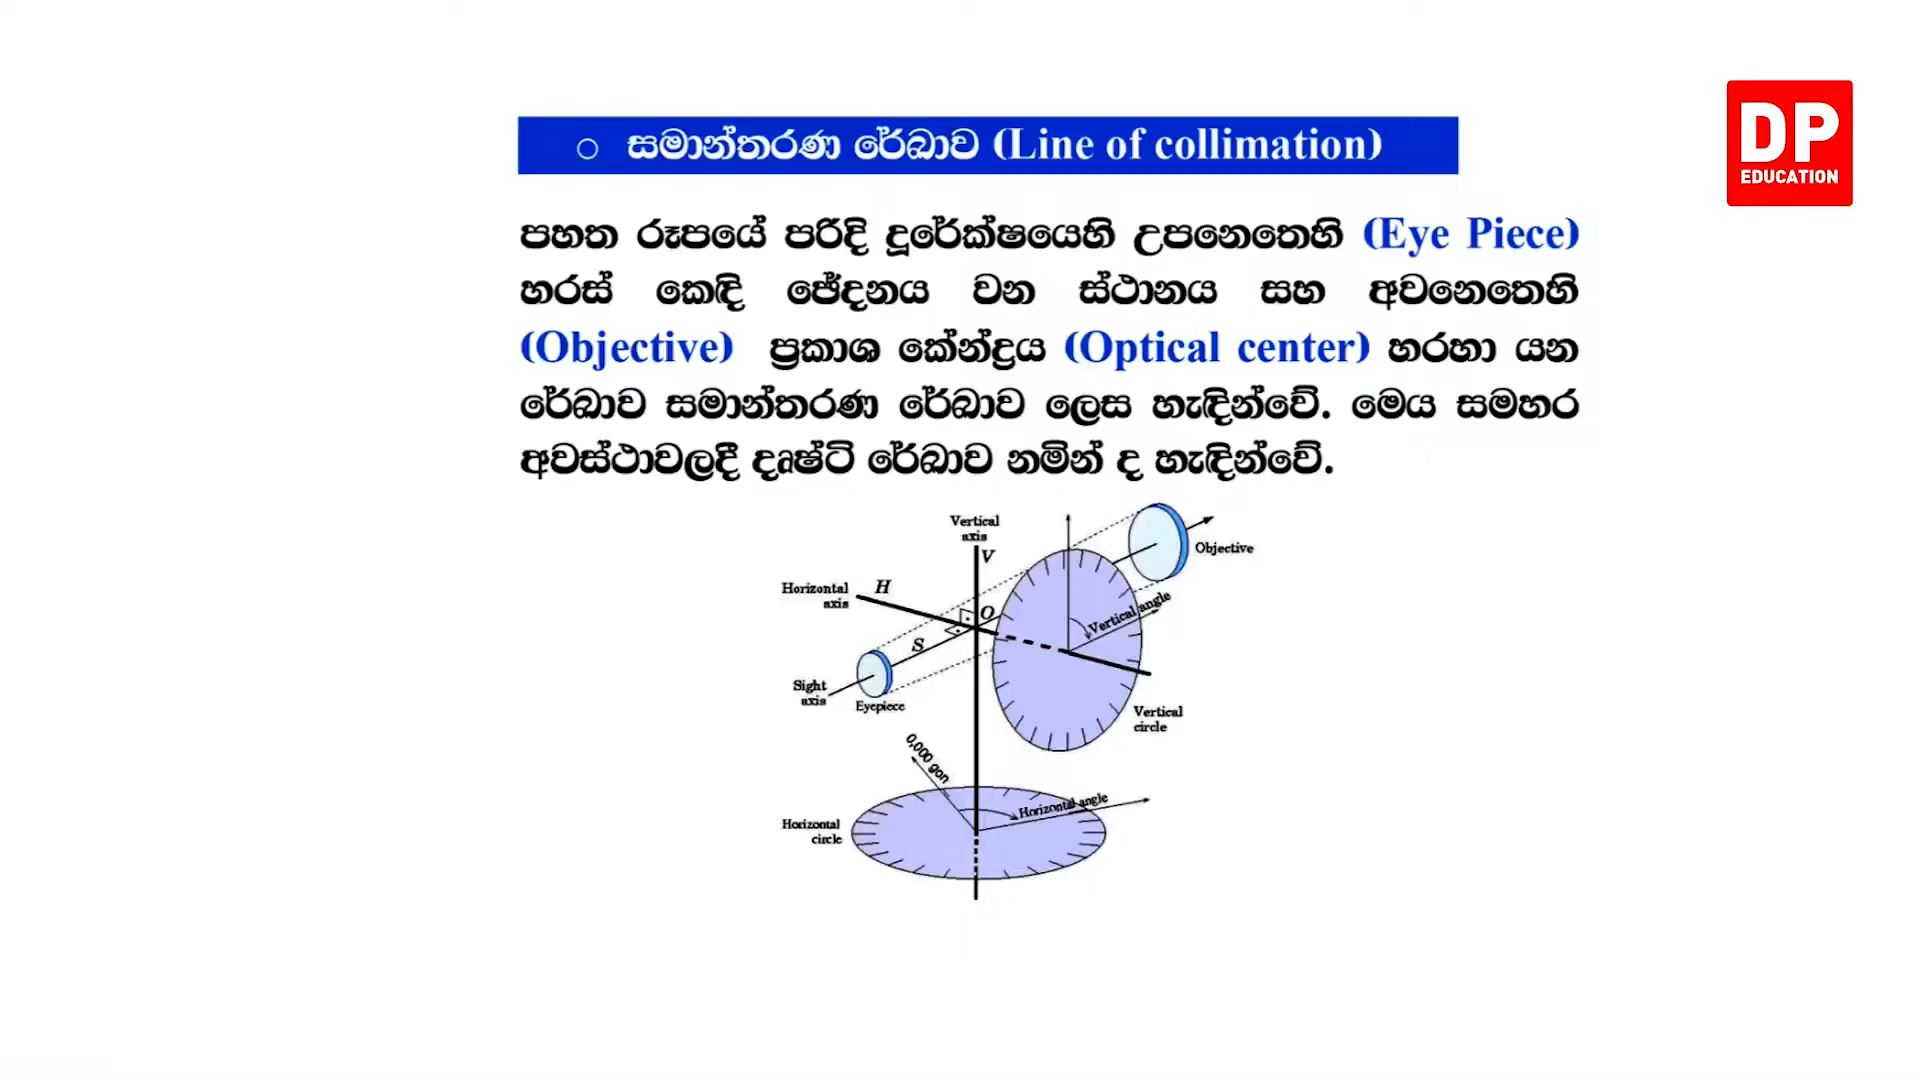 ○ සමාන්තරණ රේඛාව (Line of collimation)
DP
EDUCATION
පහත රූපයේ පරිදි දූරේක්ෂයෙහි උපනෙතෙහි (Eye Piece)
හරස් කෙඳි ඡේදනය වන ස්ථානය සහ අවනෙතෙහි
(Objective) ප්‍රකාශ කේන්ද්‍රය (Optical center) හරහා යන
රේඛාව සමාන්තරණ රේඛාව ලෙස හැඳින්වේ. මෙය සමහර
අවස්ථාවලදී දෘෂ්ටි රේඛාව නමින් ද හැඳින්වේ.
Vertical
axis
V
Objective
Horizontal
axis
H
O
Vertical angle
S
Sight
axis
Eyepiece
Vertical
circle
0,000 gon
Horizontal angle
Horizontal
circle